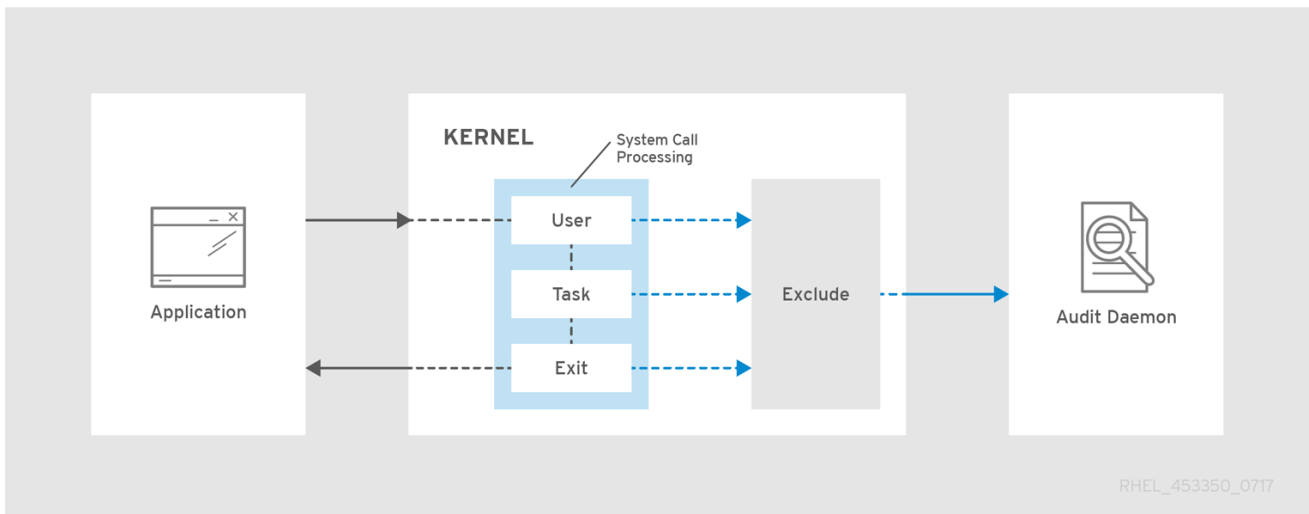 KERNEL
System Call
Processing
User
Task
Exit
Exclude
Application
Audit Daemon
RHEL_453350_0717